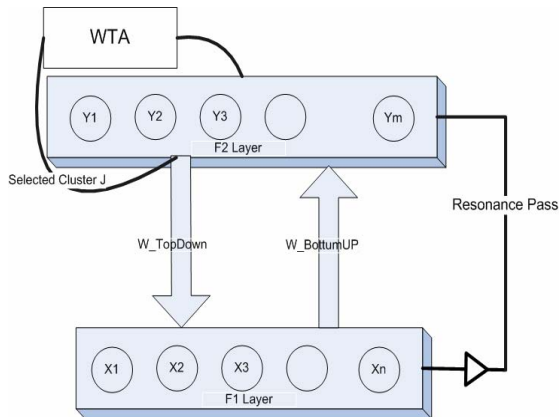 WTA
Y1 Y2 Y3 Ym
F2 Layer
Selected Cluster J
Resonance Pass
W_TopDown W_BottumUP
X1 X2 X3 Xn
F1 Layer